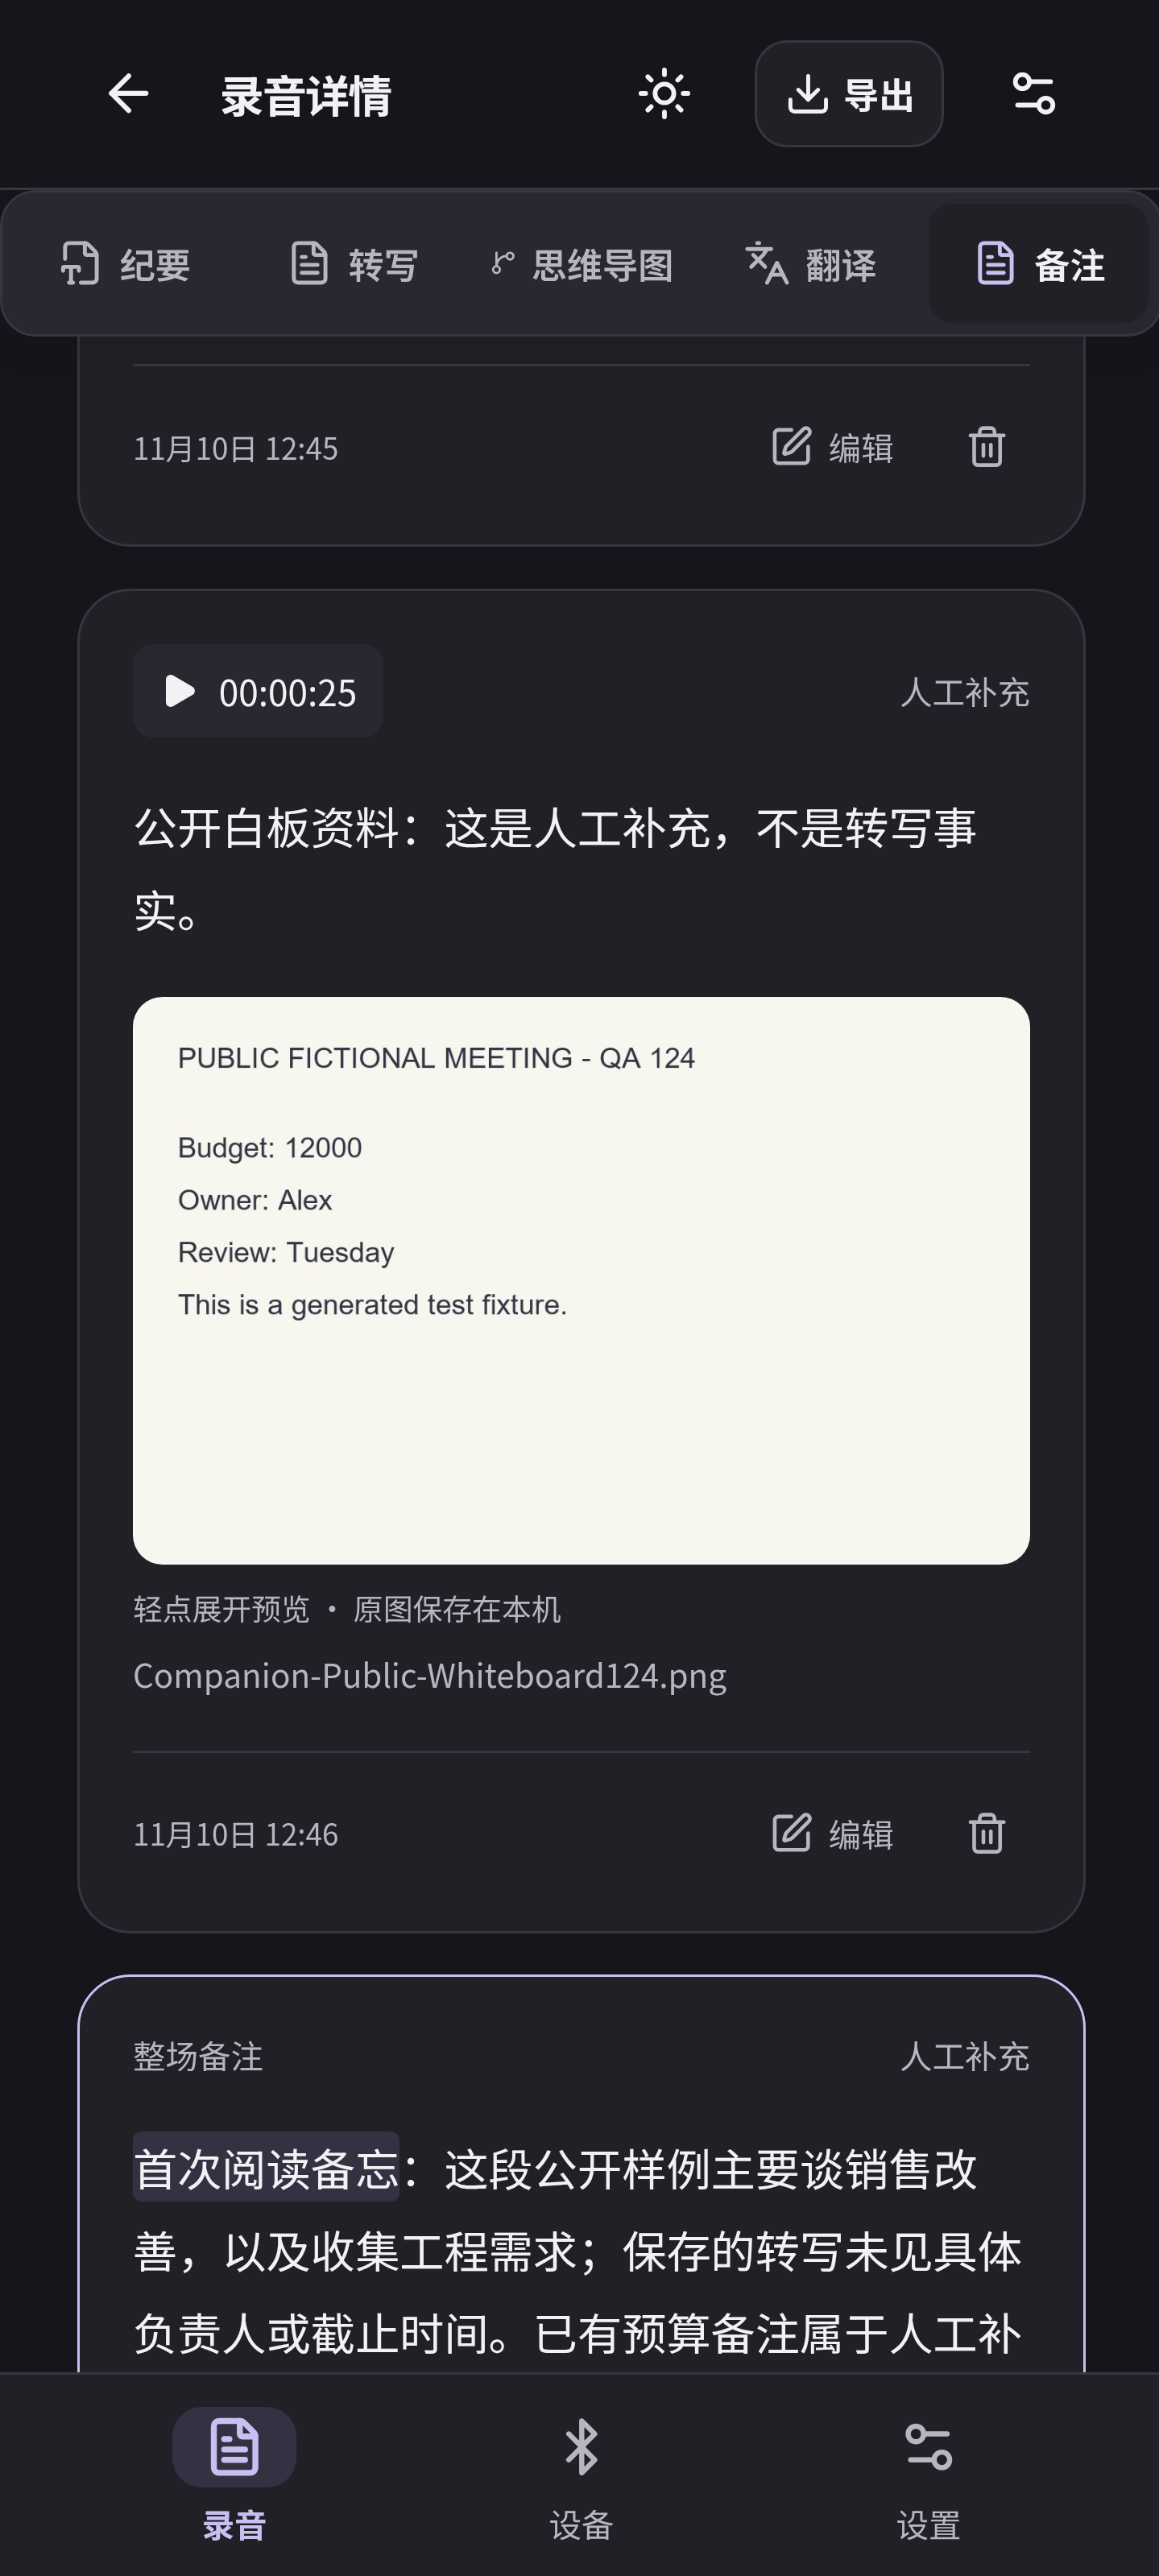 录音详情
导出
纪要
转写
思维导图
翻译
备注
11月10日 12:45
编辑
00:00:25
人工补充
公开白板资料：这是人工补充，不是转写事
实。
PUBLIC FICTIONAL MEETING - QA 124
Budget: 12000
Owner: Alex
Review: Tuesday
This is a generated test fixture.
轻点展开预览 · 原图保存在本机
Companion-Public-Whiteboard124.png
11月10日 12:46
编辑
整场备注
人工补充
首次阅读备忘：这段公开样例主要谈销售改
善，以及收集工程需求；保存的转写未见具体
负责人或截止时间。已有预算备注属于人工补
录音
设备
设置